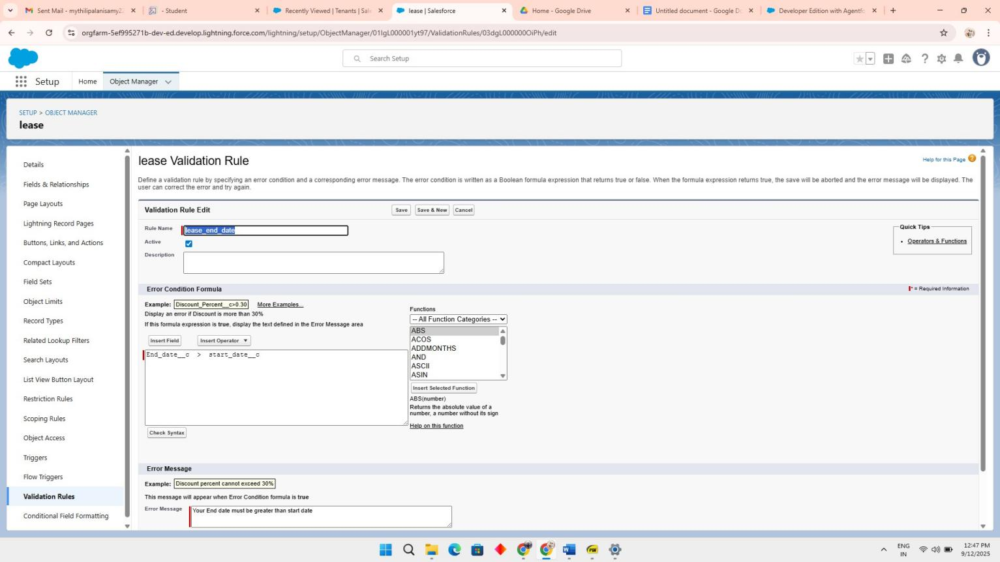 Sent Mail - mythilipalanisamy22
- Student
Recently Viewed | Tenants | Sale
lease | Salesforce
Home - Google Drive
Untitled document - Google Do
Developer Edition with Agentfo
orgfarm-5ef995271b-dev-ed.develop.lightning.force.com/lightning/setup/ObjectManager/01IgL000001yt97/ValidationRules/03dgL000000OiPh/edit
Search Setup
Setup
Home
Object Manager
SETUP > OBJECT MANAGER
lease
Details
Fields & Relationships
Page Layouts
Lightning Record Pages
Buttons, Links, and Actions
Compact Layouts
Field Sets
Object Limits
Record Types
Related Lookup Filters
Search Layouts
List View Button Layout
Restriction Rules
Scoping Rules
Object Access
Triggers
Flow Triggers
Validation Rules
Conditional Field Formatting
lease Validation Rule
Help for this Page
Define a validation rule by specifying an error condition and a corresponding error message. The error condition is written as a Boolean formula expression that returns true or false. When the formula expression returns true, the save will be aborted and the error message will be displayed. The
user can correct the error and try again.
Validation Rule Edit
Save
Save & New
Cancel
Rule Name
lease_end_date
Active
Description
Quick Tips
• Operators & Functions
Error Condition Formula
= Required Information
Example: Discount_Percent__c>0.30 More Examples...
Display an error if Discount is more than 30%
If this formula expression is true, display the text defined in the Error Message area
Insert Field
Insert Operator
End_date__c > start_date__c
Functions
-- All Function Categories --
ABS
ACOS
ADDMONTHS
AND
ASCII
ASIN
Insert Selected Function
ABS(number)
Returns the absolute value of a
number, a number without its sign
Help on this function
Check Syntax
Error Message
Example: Discount percent cannot exceed 30%
This message will appear when Error Condition formula is true
Error Message
Your End date must be greater than start date
ENG
IN
12:47 PM
9/12/2025